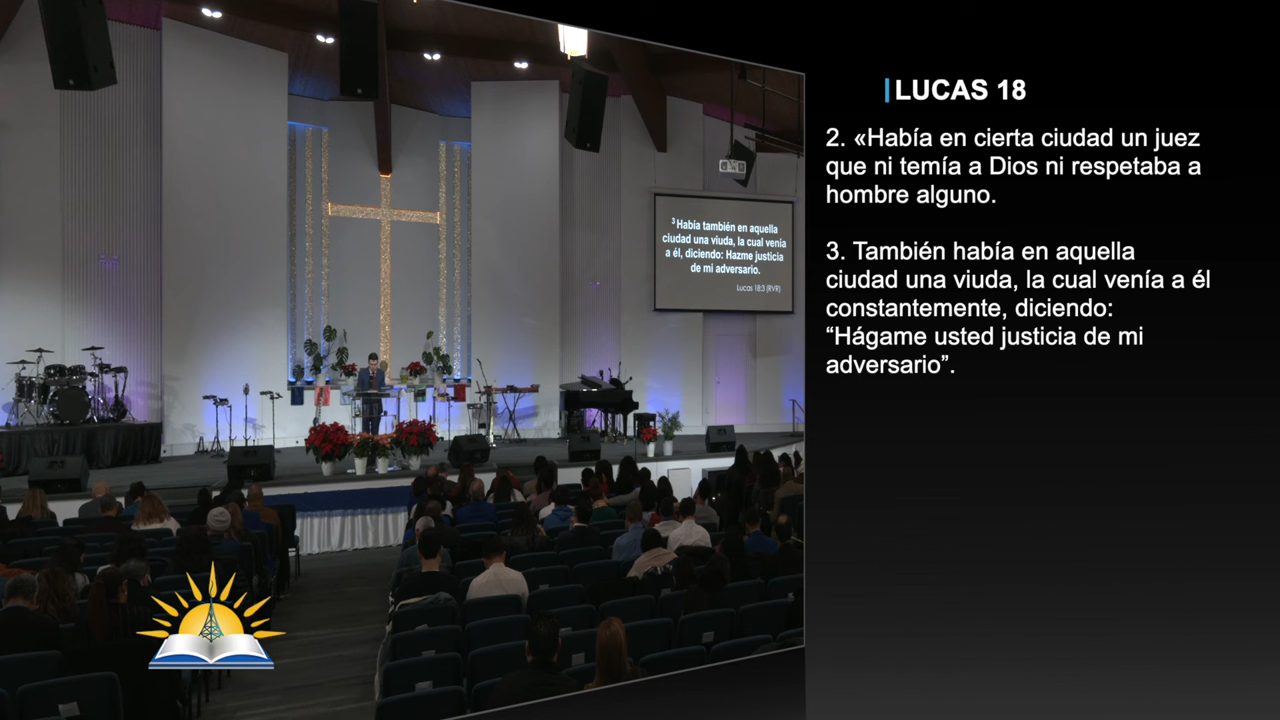 LUCAS 18
2. «Había en cierta ciudad un juez
que ni temía a Dios ni respetaba a
hombre alguno.
3. También había en aquella
ciudad una viuda, la cual venía a él
constantemente, diciendo:
“Hágame usted justicia de mi
adversario”.
3 Había también en aquella
ciudad una viuda, la cual venía
a él, diciendo: Hazme justicia
de mi adversario.
Lucas 18:3 (RVR)